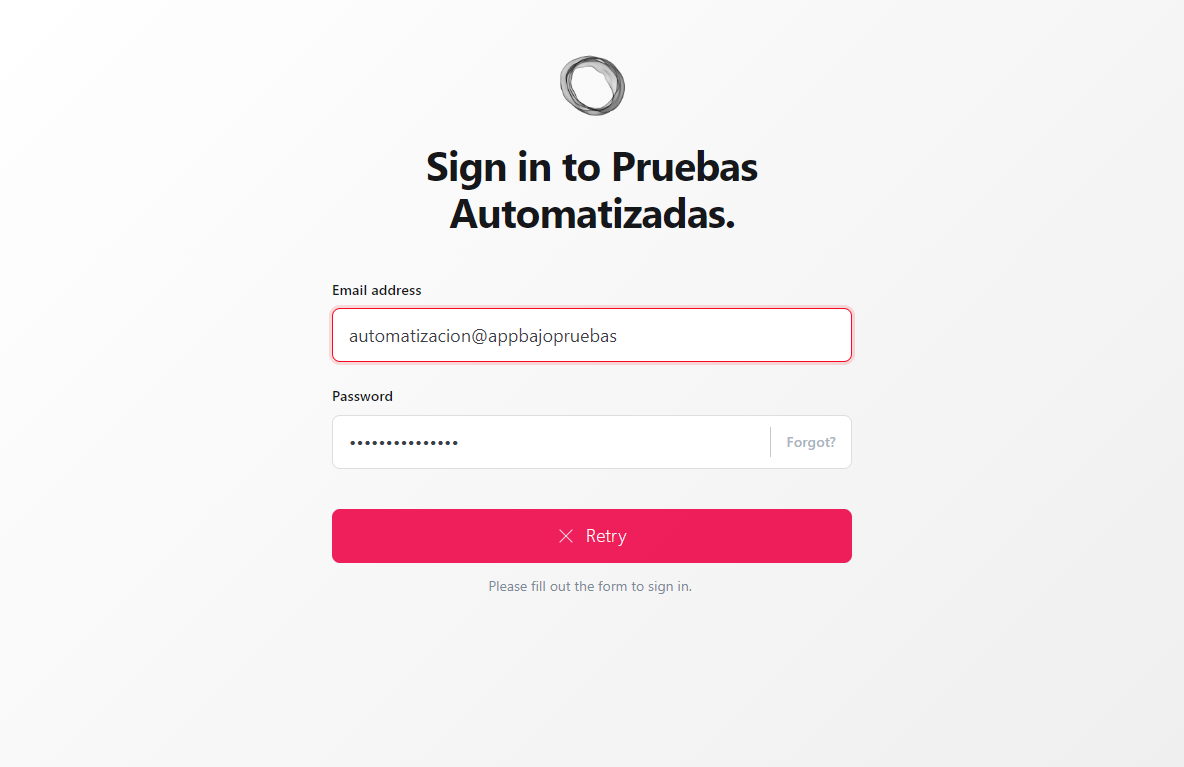 Sign in to Pruebas
Automatizadas.
Email address
automatizacion@appbajopruebas
Password
•••••••••••••••
Forgot?
Retry
Please fill out the form to sign in.